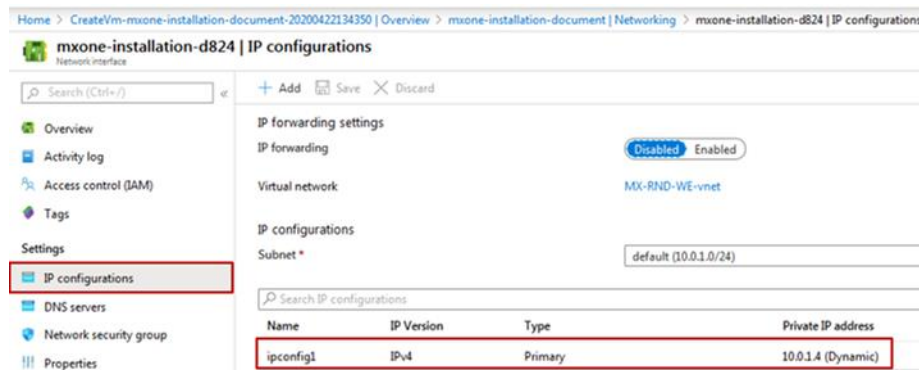 Home > CreateVm-mxone-installation-document-20200422134350 | Overview > mxone-installation-document | Networking > mxone-installation-d824 | IP configurations
mxone-installation-d824 | IP configurations
Network interface
Search (Ctrl+/)
«
+ Add Save Discard
Overview
Activity log
Access control (IAM)
Tags
Settings
IP configurations
DNS servers
Network security group
Properties
IP forwarding settings
IP forwarding Disabled Enabled
Virtual network MX-RND-WE-vnet
IP configurations
Subnet * default (10.0.1.0/24)
Search IP configurations
Name IP Version Type Private IP address
ipconfig1 IPv4 Primary 10.0.1.4 (Dynamic)